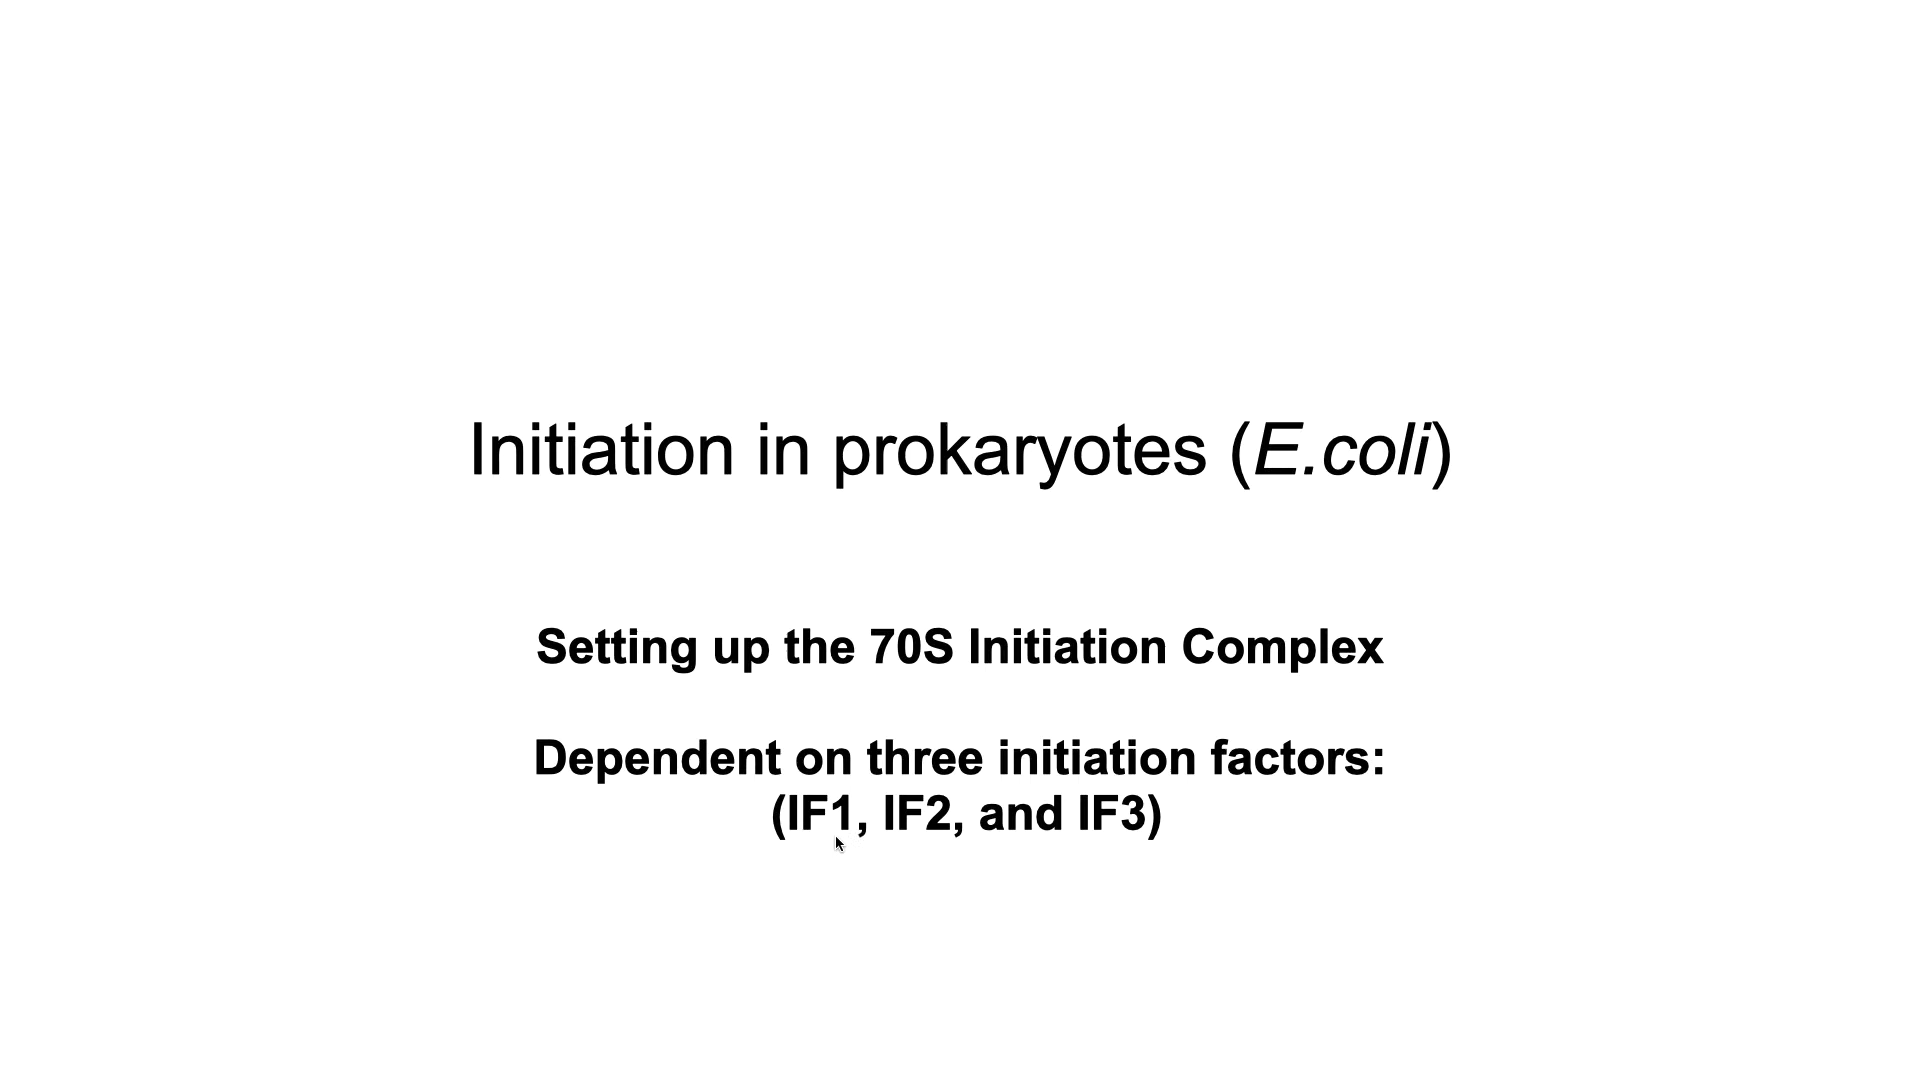 Initiation in prokaryotes (E.coli)
Setting up the 70S Initiation Complex
Dependent on three initiation factors:
(IF1, IF2, and IF3)